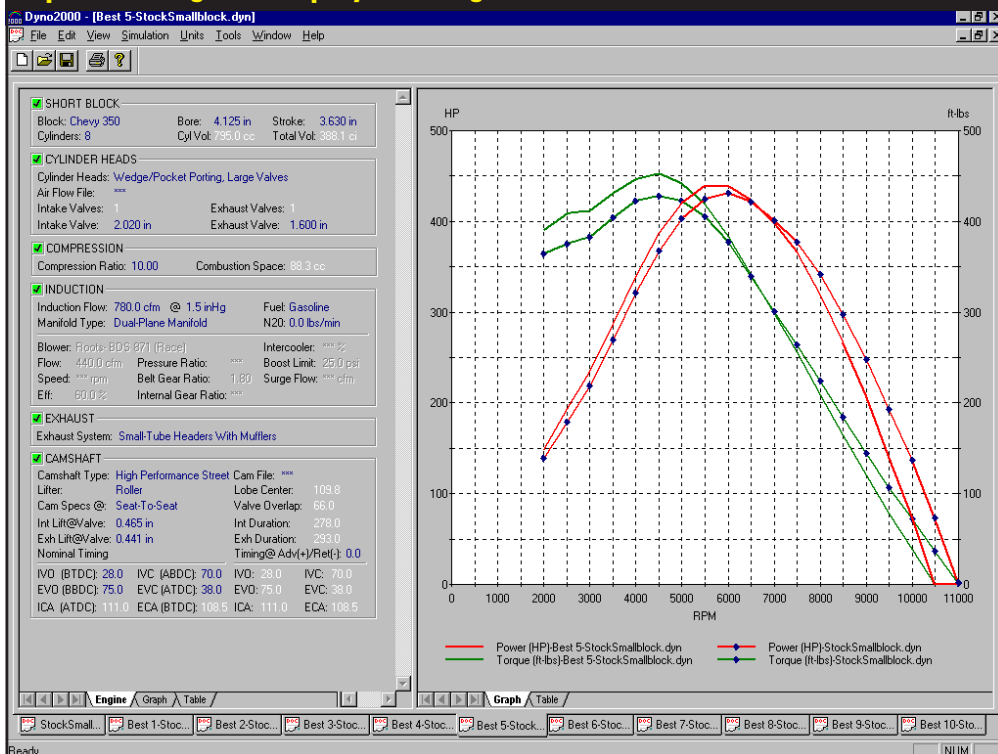 Dyno2000 - [Best 5-StockSmallblock.dyn]
File Edit View Simulation Units Tools Window Help
SHORT BLOCK
Block: Chevy 350 Bore: 4.125 in Stroke: 3.630 in
Cylinders: 8 Cyl Vol: 795.0 cc Total Vol: 388.1 ci
CYLINDER HEADS
Cylinder Heads: Wedge/Pocket Porting, Large Valves
Air Flow File: ***
Intake Valves: 1 Exhaust Valves: 1
Intake Valve: 2.020 in Exhaust Valve: 1.600 in
COMPRESSION
Compression Ratio: 10.00 Combustion Space: 88.3 cc
INDUCTION
Induction Flow: 780.0 cfm @ 1.5 inHg Fuel: Gasoline
Manifold Type: Dual-Plane Manifold N20: 0.0 lbs/min
Blower: Roots-BDS 871 (Race) Intercooler: *** %
Flow: 440.0 cfm Pressure Ratio: *** Boost Limit: 25.0 psi
Speed: *** rpm Belt Gear Ratio: 1.80 Surge Flow: *** cfm
Eff: 60.0 % Internal Gear Ratio: ***
EXHAUST
Exhaust System: Small-Tube Headers With Mufflers
CAMSHAFT
Camshaft Type: High Performance Street Cam File: ***
Lifter: Roller Lobe Center: 109.8
Cam Specs @: Seat-To-Seat Valve Overlap: 66.0
Int Lift@Valve: 0.465 in Int Duration: 278.0
Exh Lift@Valve: 0.441 in Exh Duration: 293.0
Nominal Timing Timing@ Adv(+)/Ret(-): 0.0
IVO (BTDC): 28.0 IVC (ABDC): 70.0 IVO: 28.0 IVC: 70.0
EVO (BBDC): 75.0 EVC (ATDC): 38.0 EVO: 75.0 EVC: 38.0
ICA (ATDC): 111.0 ECA (BTDC): 108.5 ICA: 111.0 ECA: 108.5
Engine Graph Table
HP ft-lbs
500 500
400 400
300 300
200 200
100 100
0 0
0 1000 2000 3000 4000 5000 6000 7000 8000 9000 10000 11000
RPM
Power (HP)-Best 5-StockSmallblock.dyn Power (HP)-StockSmallblock.dyn
Torque (ft-lbs)-Best 5-StockSmallblock.dyn Torque (ft-lbs)-StockSmallblock.dyn
Graph Table
StockSmall... Best 1-Stoc... Best 2-Stoc... Best 3-Stoc... Best 4-Stoc... Best 5-Stock... Best 6-Stoc... Best 7-Stoc... Best 8-Stoc... Best 9-Stoc... Best 10-Sto...
Ready NUM